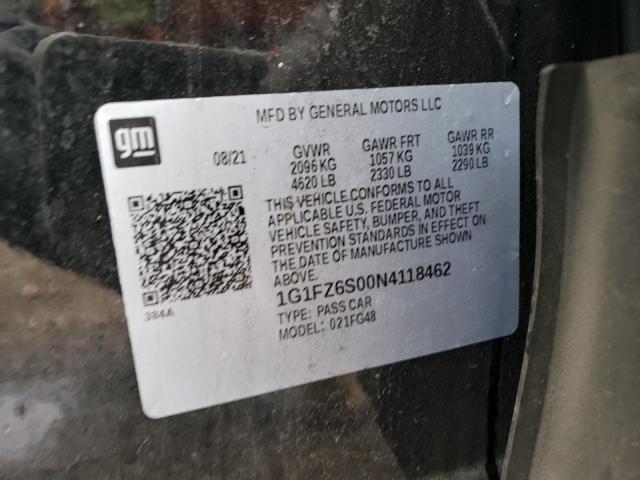 MFD BY GENERAL MOTORS LLC
gm
08/21
GVWR GAWR FRT GAWR RR
2096 KG 1057 KG 1039 KG
4620 LB 2330 LB 2290 LB
THIS VEHICLE CONFORMS TO ALL
APPLICABLE U.S. FEDERAL MOTOR
VEHICLE SAFETY, BUMPER, AND THEFT
PREVENTION STANDARDS IN EFFECT ON
THE DATE OF MANUFACTURE SHOWN
ABOVE.
1G1FZ6S00N4118462
TYPE: PASS CAR
MODEL: 021FG48
384A